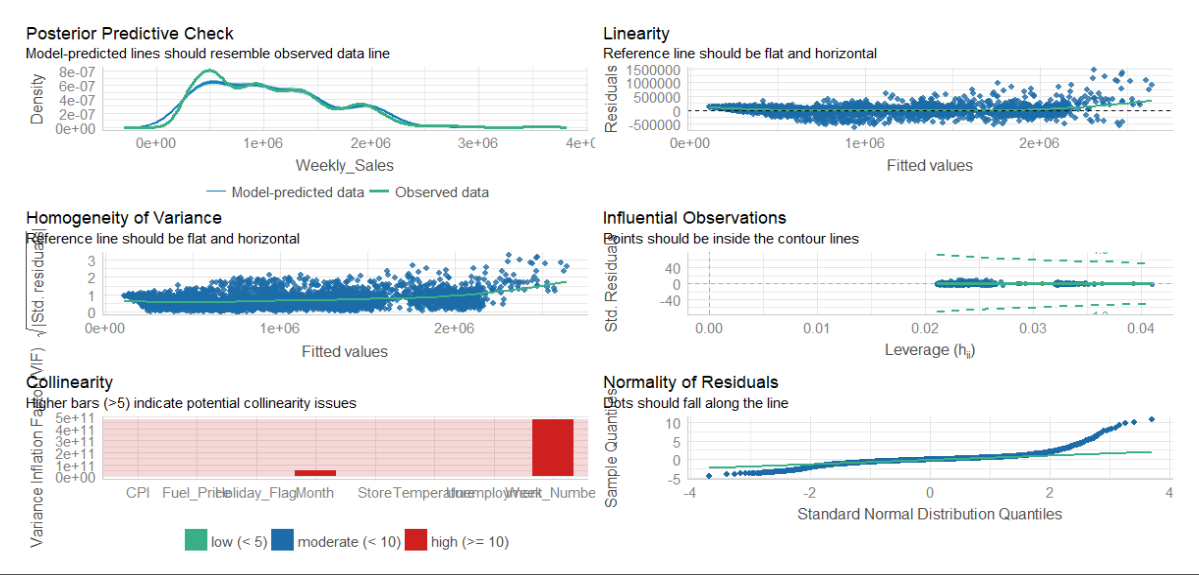 Posterior Predictive Check
Model-predicted lines should resemble observed data line
Density
8e-07
6e-07
4e-07
2e-07
0e+00
0e+00 1e+06 2e+06 3e+06
Weekly_Sales
Model-predicted data Observed data
Linearity
Reference line should be flat and horizontal
Residuals
1500000
1000000
500000
0
-500000
0e+00 1e+06 2e+06
Fitted values
Homogeneity of Variance
Reference line should be flat and horizontal
√|Std. residuals|
3
2
1
0
0e+00 1e+06 2e+06
Fitted values
Influential Observations
Points should be inside the contour lines
Std. Residuals
40
0
-40
0.00 0.01 0.02 0.03 0.04
Leverage (hii)
Collinearity
Higher bars (>5) indicate potential collinearity issues
Variance Inflation Factor (VIF)
5e+11
4e+11
3e+11
2e+11
1e+11
0e+00
CPI Fuel_Price Holiday_Flag Month Store Temperature Unemployment Week_Numbe
low (< 5) moderate (< 10) high (>= 10)
Normality of Residuals
Dots should fall along the line
Sample Quantiles
10
5
0
-5
-4 -2 0 2 4
Standard Normal Distribution Quantiles